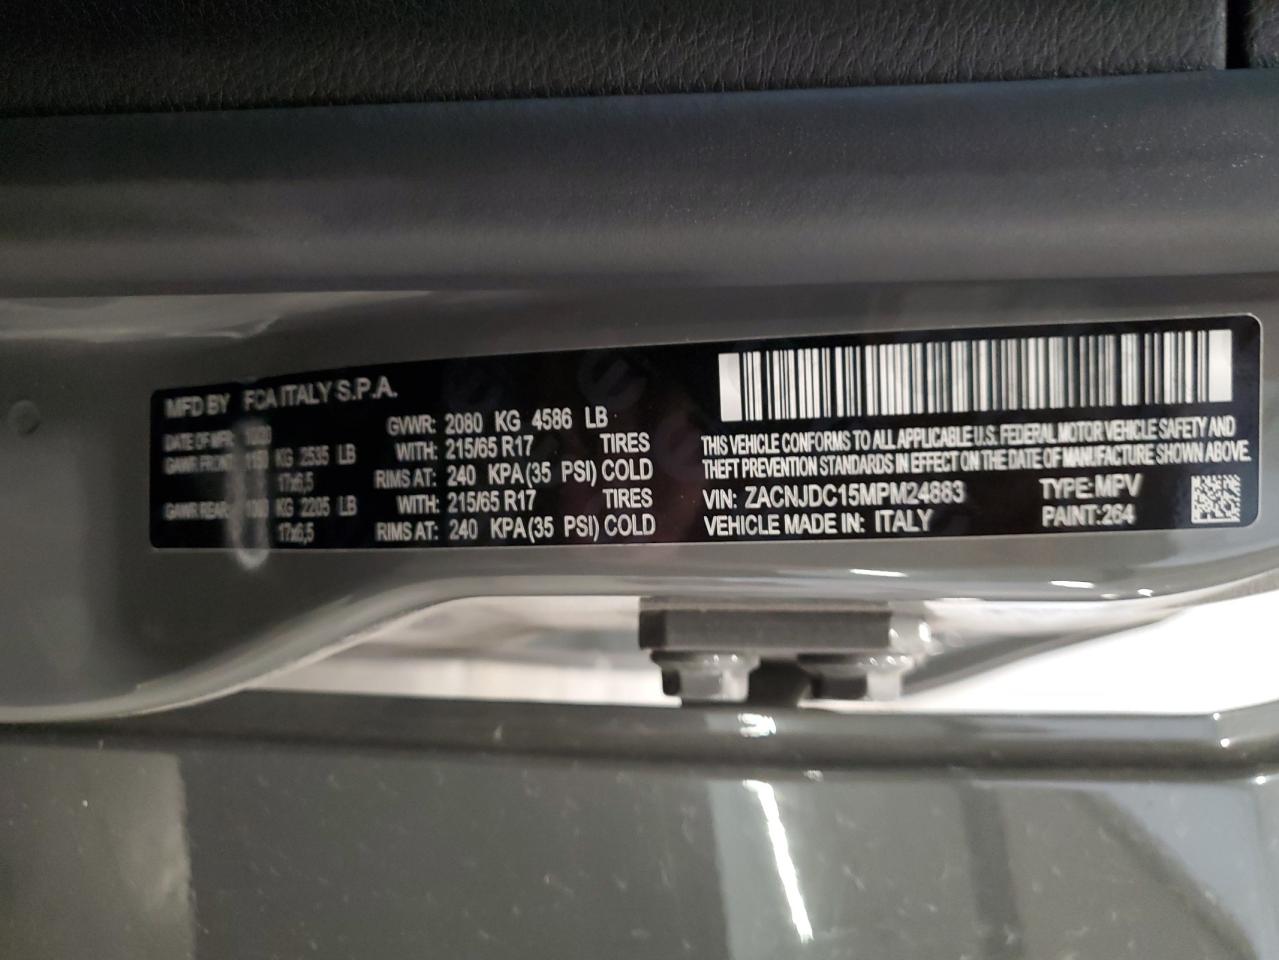 MFD BY FCA ITALY S.P.A.
DATE OF MFR
GVWR: 2080 KG 4586 LB
GAWR FRONT KG 2535 LB WITH: 215/65 R17 TIRES
17x6,5 RIMS AT: 240 KPA(35 PSI) COLD
GAWR REAR KG 2205 LB WITH: 215/65 R17 TIRES
17x6,5 RIMS AT: 240 KPA(35 PSI) COLD
THIS VEHICLE CONFORMS TO ALL APPLICABLE U.S. FEDERAL MOTOR VEHICLE SAFETY AND
THEFT PREVENTION STANDARDS IN EFFECT ON THE DATE OF MANUFACTURE SHOWN ABOVE.
VIN: ZACNJDC15MPM24883 TYPE:MPV
VEHICLE MADE IN: ITALY PAINT:264